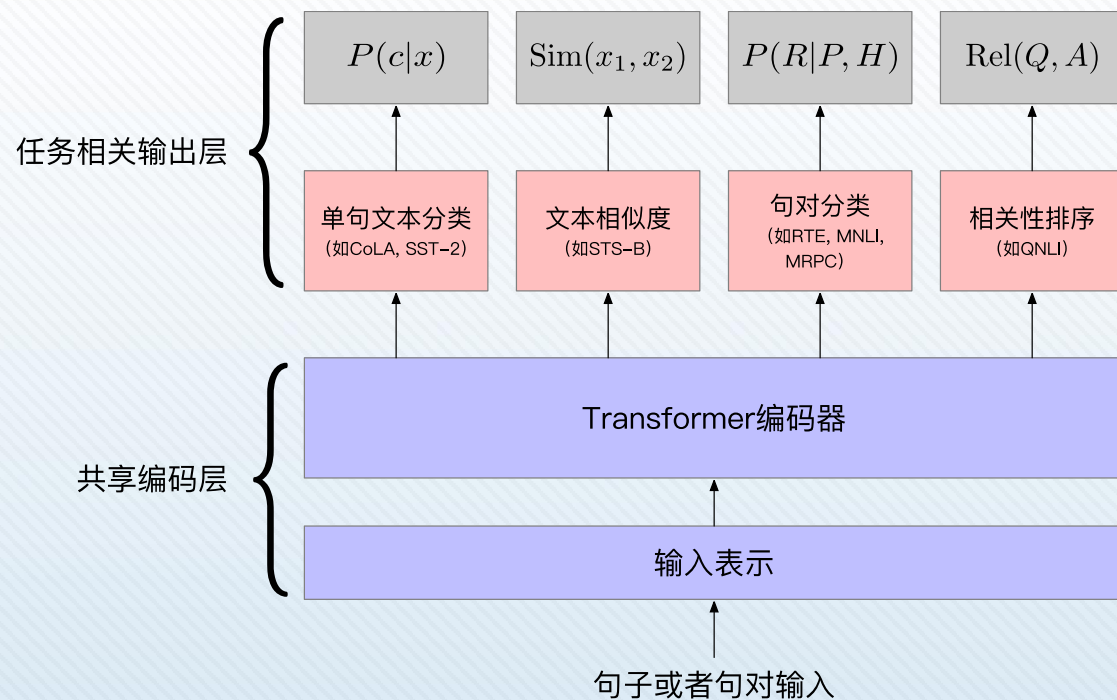 P(c|x)
Sim(x₁, x₂)
P(R|P, H)
Rel(Q, A)
任务相关输出层
单句文本分类
(如CoLA, SST-2)
文本相似度
(如STS-B)
句对分类
(如RTE, MNLI,
MRPC)
相关性排序
(如QNLI)
共享编码层
Transformer编码器
输入表示
句子或者句对输入